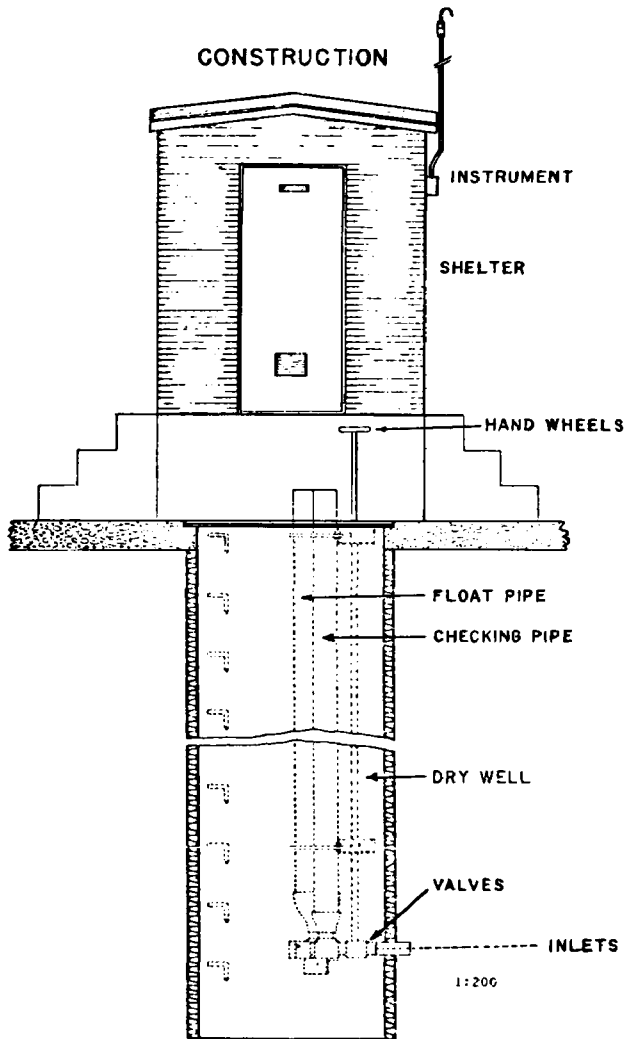 CONSTRUCTION
INSTRUMENT
SHELTER
HAND WHEELS
FLOAT PIPE
CHECKING PIPE
DRY WELL
VALVES
INLETS
1:200